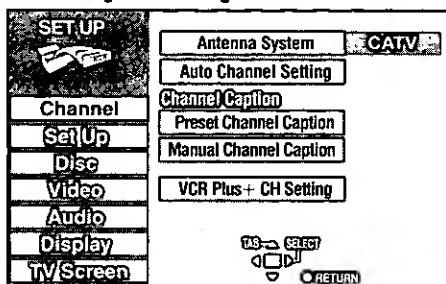 SET UP
Channel
Set Up
Disc
Video
Audio
Display
TV Screen
Antenna System CATV
Auto Channel Setting
Channel Caption
Preset Channel Caption
Manual Channel Caption
VCR Plus+ CH Setting
TAB SELECT
RETURN